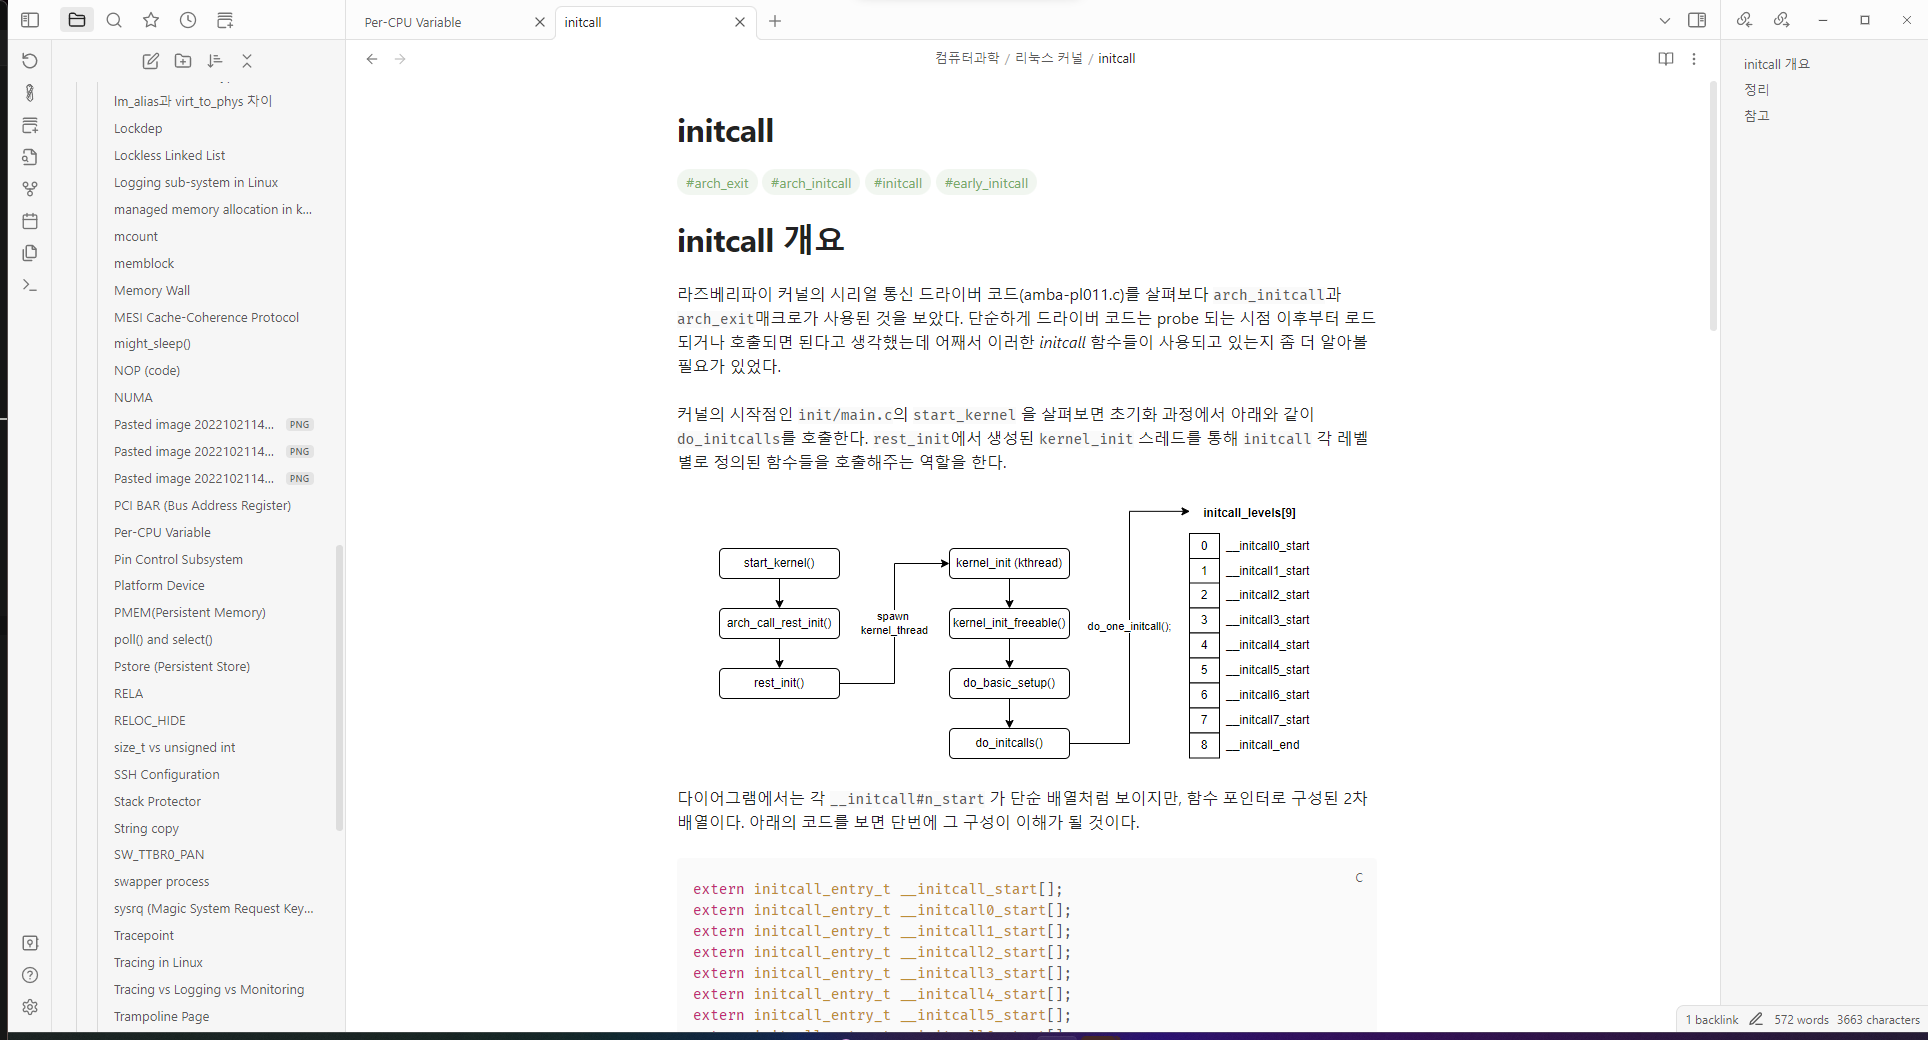 Per-CPU Variable
initcall
컴퓨터과학 / 리눅스 커널 / initcall
lm_alias과 virt_to_phys 차이
Lockdep
Lockless Linked List
Logging sub-system in Linux
managed memory allocation in k...
mcount
memblock
Memory Wall
MESI Cache-Coherence Protocol
might_sleep()
NOP (code)
NUMA
Pasted image 2022102114... PNG
Pasted image 2022102114... PNG
Pasted image 2022102114... PNG
PCI BAR (Bus Address Register)
Per-CPU Variable
Pin Control Subsystem
Platform Device
PMEM(Persistent Memory)
poll() and select()
Pstore (Persistent Store)
RELA
RELOC_HIDE
size_t vs unsigned int
SSH Configuration
Stack Protector
String copy
SW_TTBR0_PAN
swapper process
sysrq (Magic System Request Key...
Tracepoint
Tracing in Linux
Tracing vs Logging vs Monitoring
Trampoline Page
initcall
#arch_exit #arch_initcall #initcall #early_initcall
initcall 개요
라즈베리파이 커널의 시리얼 통신 드라이버 코드(amba-pl011.c)를 살펴보다 arch_initcall과
arch_exit매크로가 사용된 것을 보았다. 단순하게 드라이버 코드는 probe 되는 시점 이후부터 로드
되거나 호출되면 된다고 생각했는데 어째서 이러한 initcall 함수들이 사용되고 있는지 좀 더 알아볼
필요가 있었다.
커널의 시작점인 init/main.c의 start_kernel 을 살펴보면 초기화 과정에서 아래와 같이
do_initcalls를 호출한다. rest_init에서 생성된 kernel_init 스레드를 통해 initcall 각 레벨
별로 정의된 함수들을 호출해주는 역할을 한다.
start_kernel()
arch_call_rest_init()
rest_init()
spawn
kernel_thread
kernel_init (kthread)
kernel_init_freeable()
do_basic_setup()
do_initcalls()
do_one_initcall();
initcall_levels[9]
0 __initcall0_start
1 __initcall1_start
2 __initcall2_start
3 __initcall3_start
4 __initcall4_start
5 __initcall5_start
6 __initcall6_start
7 __initcall7_start
8 __initcall_end
다이어그램에서는 각 __initcall#n_start 가 단순 배열처럼 보이지만, 함수 포인터로 구성된 2차
배열이다. 아래의 코드를 보면 단번에 그 구성이 이해가 될 것이다.
C
extern initcall_entry_t __initcall_start[];
extern initcall_entry_t __initcall0_start[];
extern initcall_entry_t __initcall1_start[];
extern initcall_entry_t __initcall2_start[];
extern initcall_entry_t __initcall3_start[];
extern initcall_entry_t __initcall4_start[];
extern initcall_entry_t __initcall5_start[];
initcall 개요
정리
참고
1 backlink 572 words 3663 characters